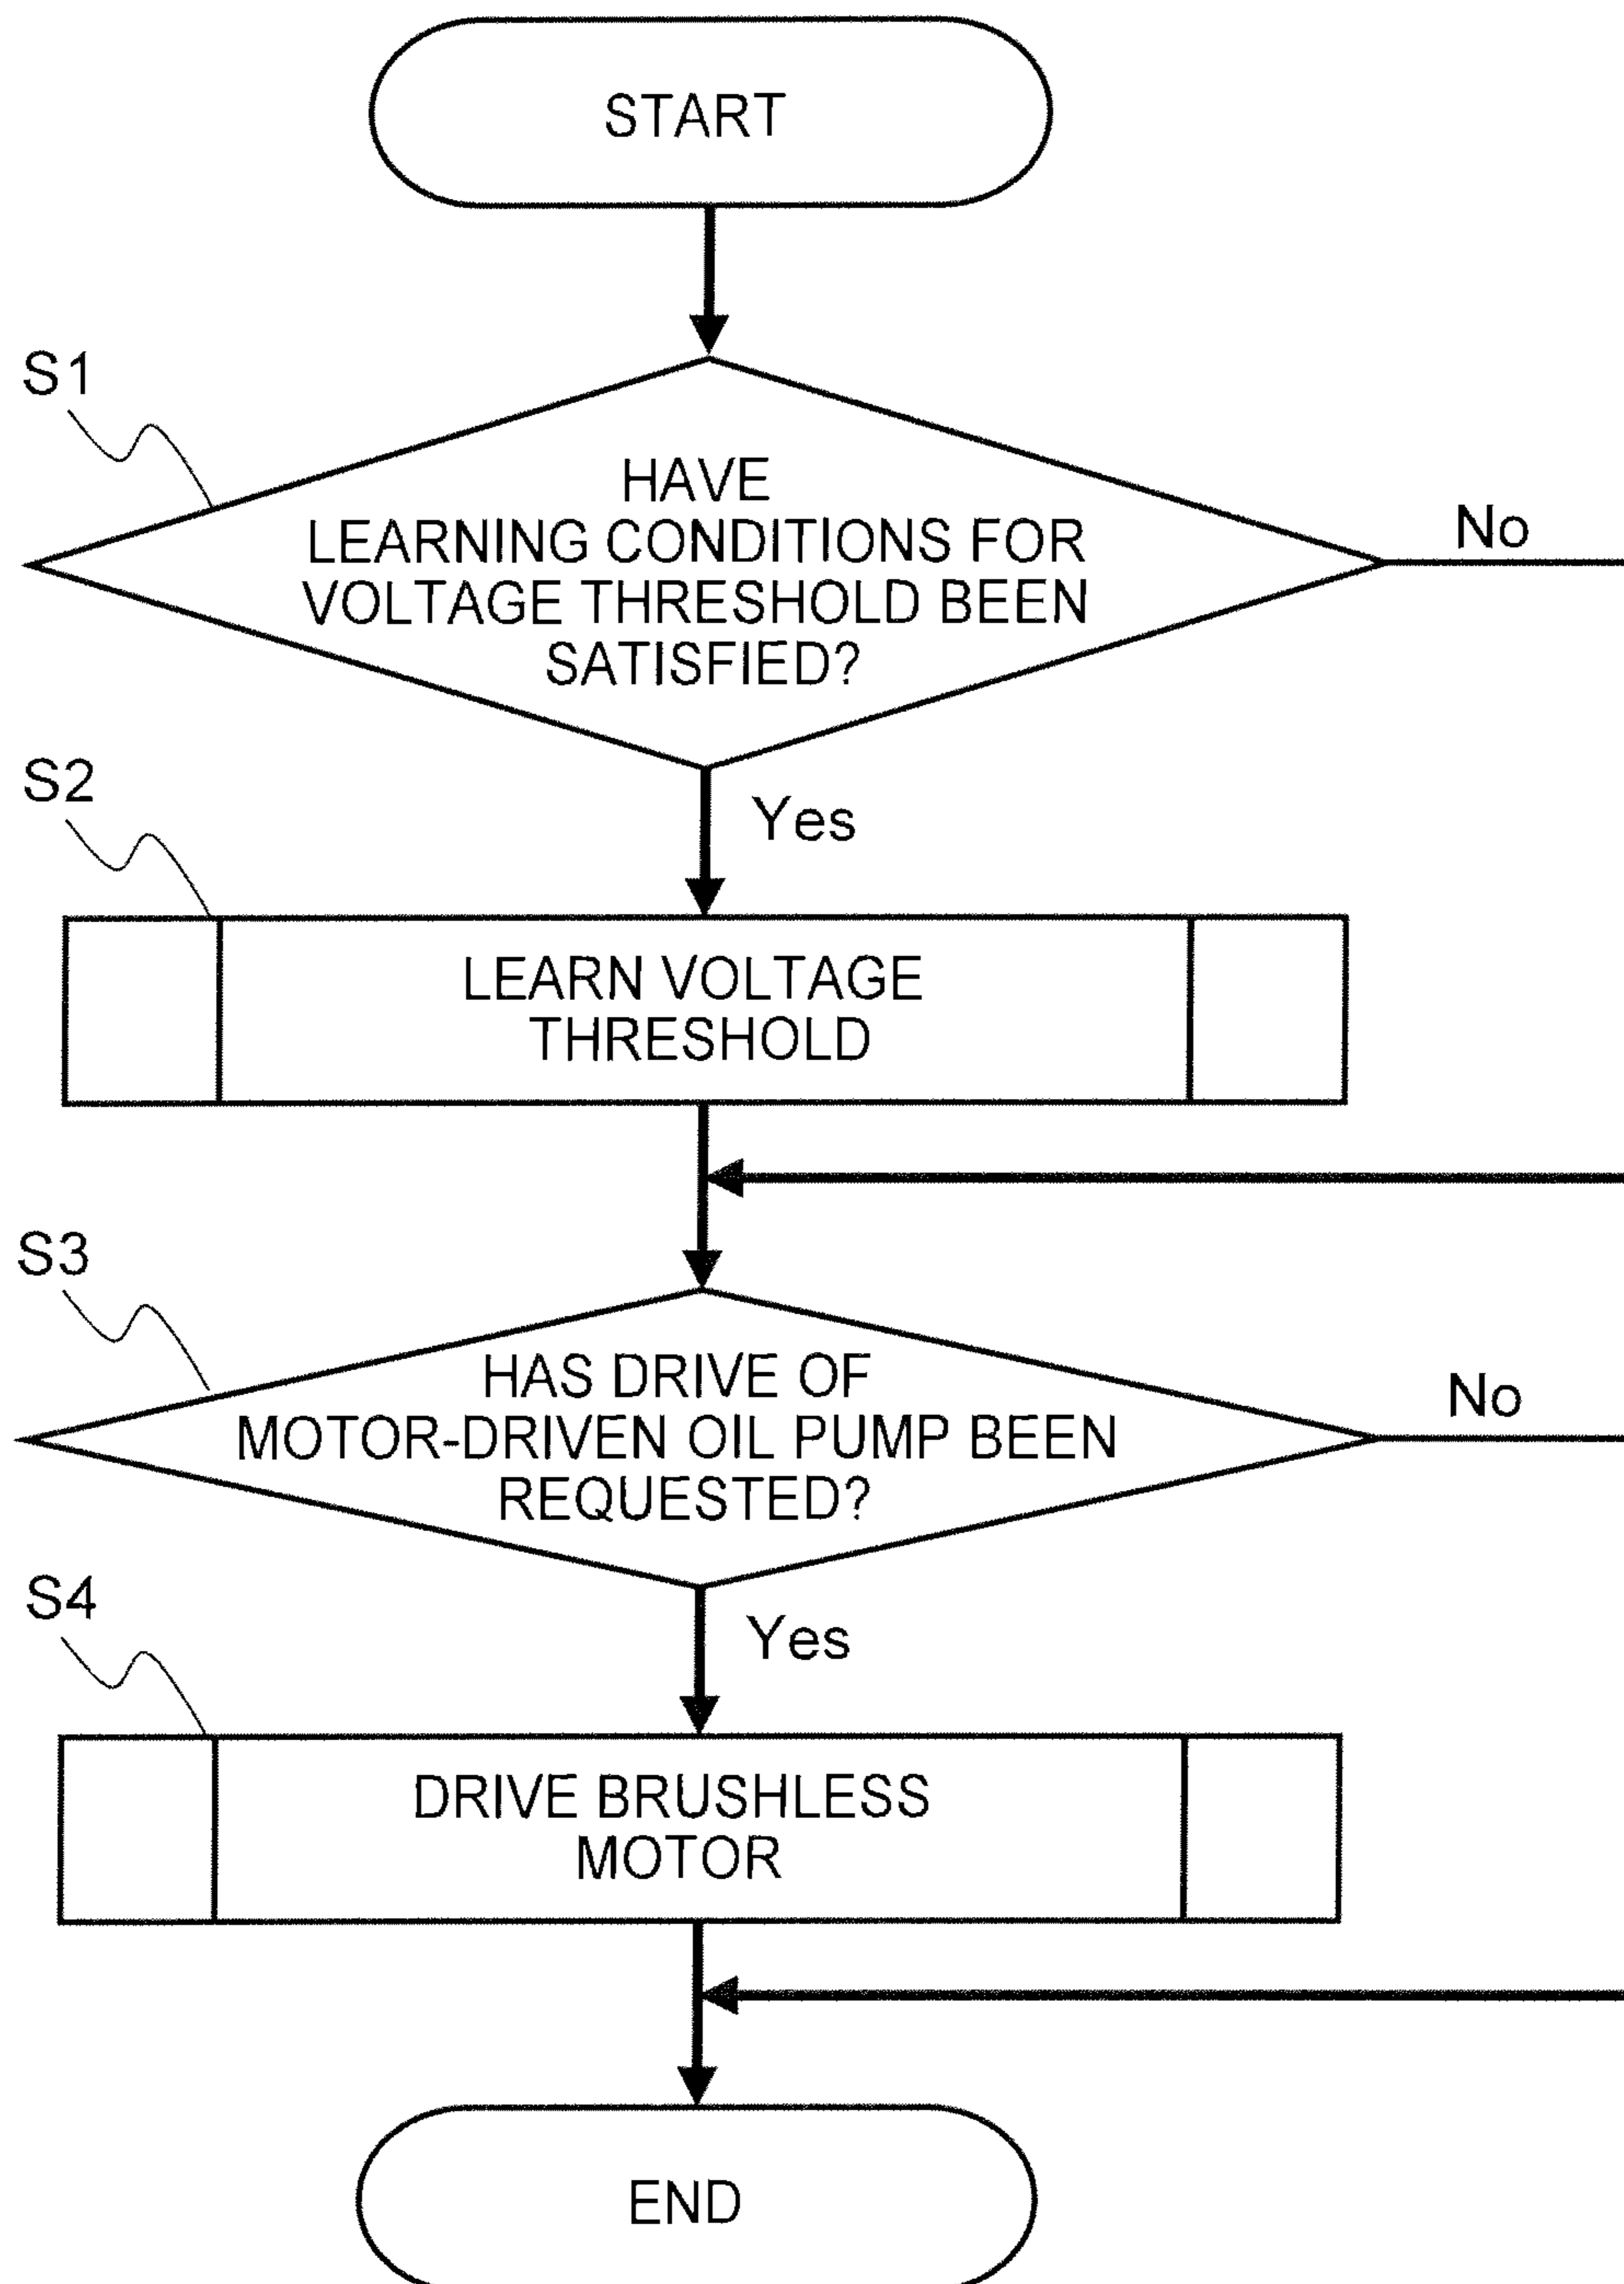 START
S1
HAVE
LEARNING CONDITIONS FOR
VOLTAGE THRESHOLD BEEN
SATISFIED?
No
Yes
S2
LEARN VOLTAGE
THRESHOLD
S3
HAS DRIVE OF
MOTOR-DRIVEN OIL PUMP BEEN
REQUESTED?
No
Yes
S4
DRIVE BRUSHLESS
MOTOR
END